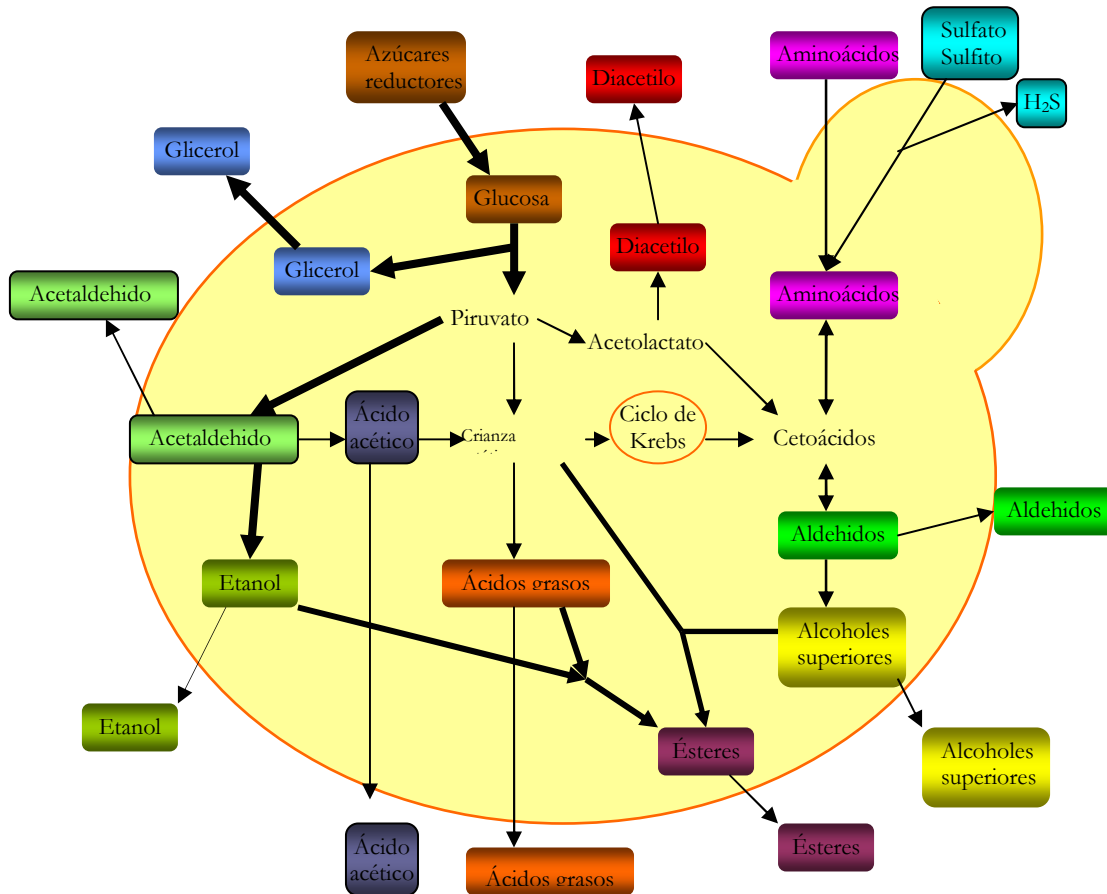 Azúcares
reductores
Diacetilo
Aminoácidos
Sulfato
Sulfito
H₂S
Glicerol
Glucosa
Glicerol
Diacetilo
Acetaldehido
Aminoácidos
Piruvato
Acetolactato
Acetaldehido
Ácido
acético
Crianza
Ciclo de
Krebs
Cetoácidos
Aldehidos
Aldehidos
Etanol
Ácidos grasos
Alcoholes
superiores
Etanol
Ésteres
Alcoholes
superiores
Ácido
acético
Ácidos grasos
Ésteres